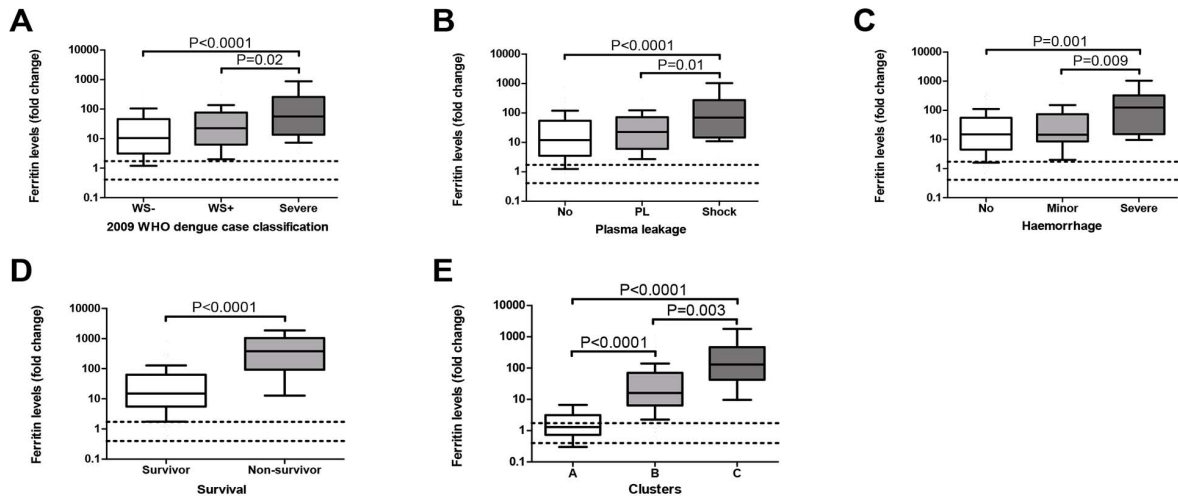 A
P<0.0001
P=0.02
Ferritin levels (fold change)
10000
1000
100
10
1
0.1
WS-
WS+
Severe
2009 WHO dengue case classification
B
P<0.0001
P=0.01
Ferritin levels (fold change)
10000
1000
100
10
1
0.1
No
PL
Shock
Plasma leakage
C
P=0.001
P=0.009
Ferritin levels (fold change)
10000
1000
100
10
1
0.1
No
Minor
Severe
Haemorrhage
D
P<0.0001
Ferritin levels (fold change)
10000
1000
100
10
1
0.1
Survivor
Non-survivor
Survival
E
P<0.0001
P=0.003
P<0.0001
Ferritin levels (fold change)
10000
1000
100
10
1
0.1
A
B
C
Clusters